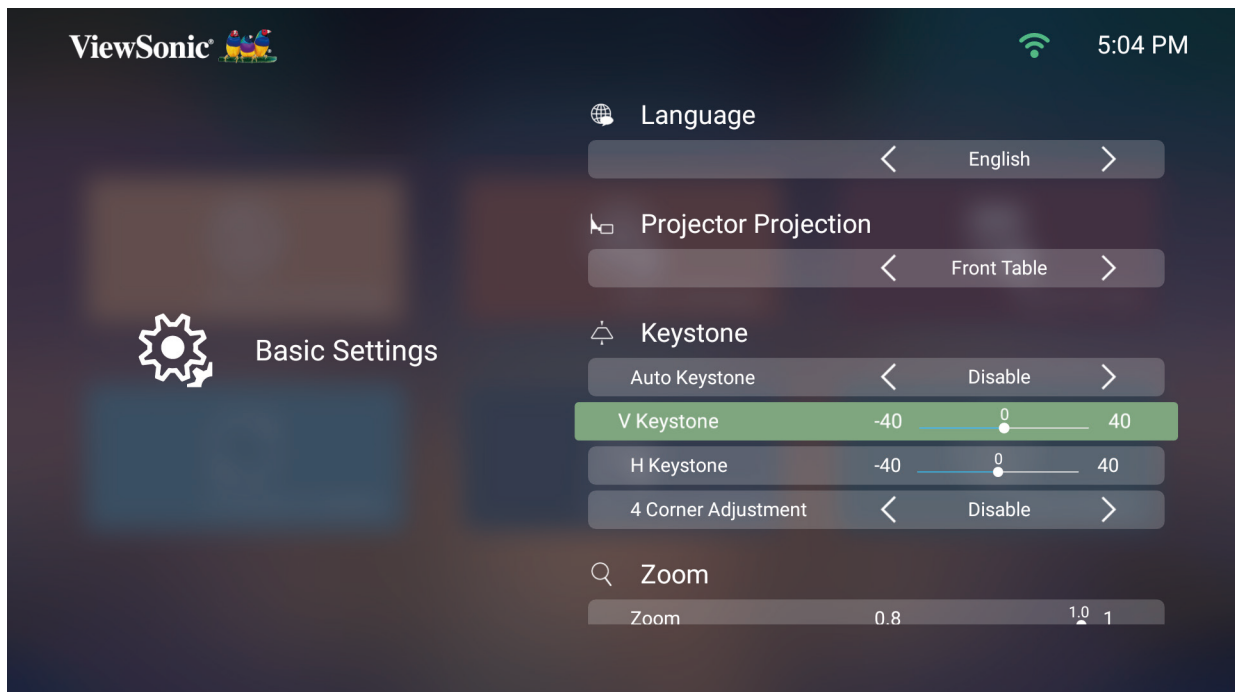 ViewSonic®
5:04 PM
Language
English
Projector Projection
Front Table
Basic Settings
Keystone
Auto Keystone Disable
V Keystone -40 0 40
H Keystone -40 0 40
4 Corner Adjustment Disable
Zoom
Zoom 0.8 1.0 1